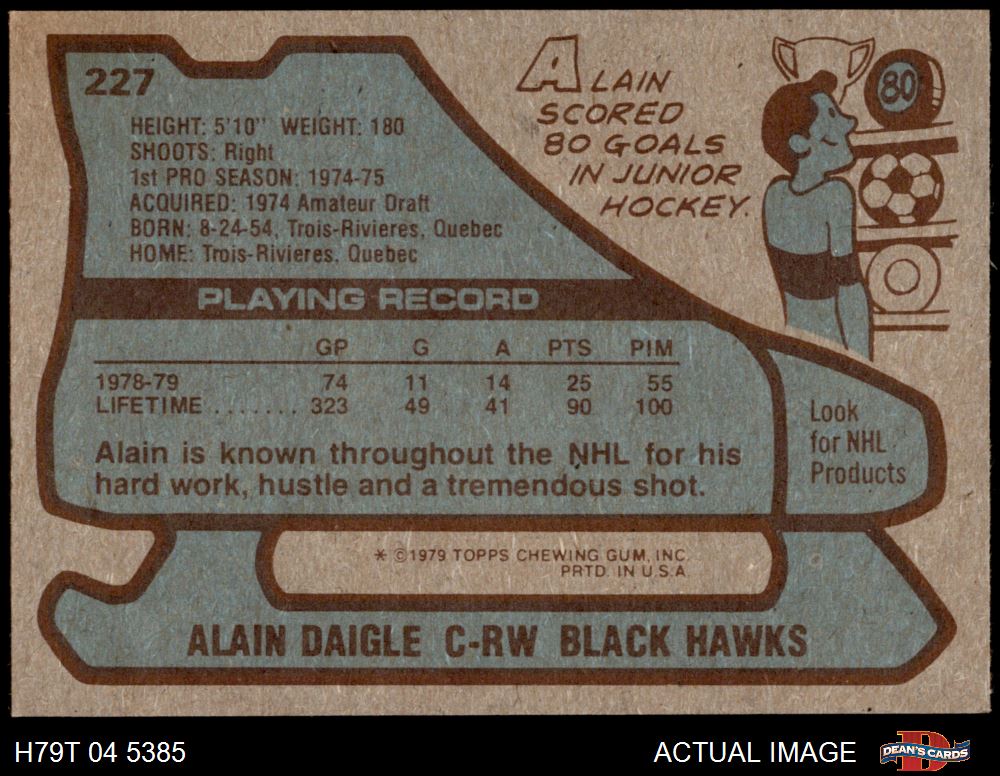 227
HEIGHT: 5'10" WEIGHT: 180
SHOOTS: Right
1st PRO SEASON: 1974-75
ACQUIRED: 1974 Amateur Draft
BORN: 8-24-54, Trois-Rivieres, Quebec
HOME: Trois-Rivieres, Quebec
ALAIN
SCORED
80 GOALS
IN JUNIOR
HOCKEY.
80
PLAYING RECORD
GP G A PTS PIM
1978-79 74 11 14 25 55
LIFETIME ....... 323 49 41 90 100
Alain is known throughout the NHL for his
hard work, hustle and a tremendous shot.
Look
for NHL
Products
* ©1979 TOPPS CHEWING GUM, INC.
PRTD. IN U.S.A.
ALAIN DAIGLE C-RW BLACK HAWKS
H79T 04 5385
ACTUAL IMAGE
D
DEAN'S CARDS